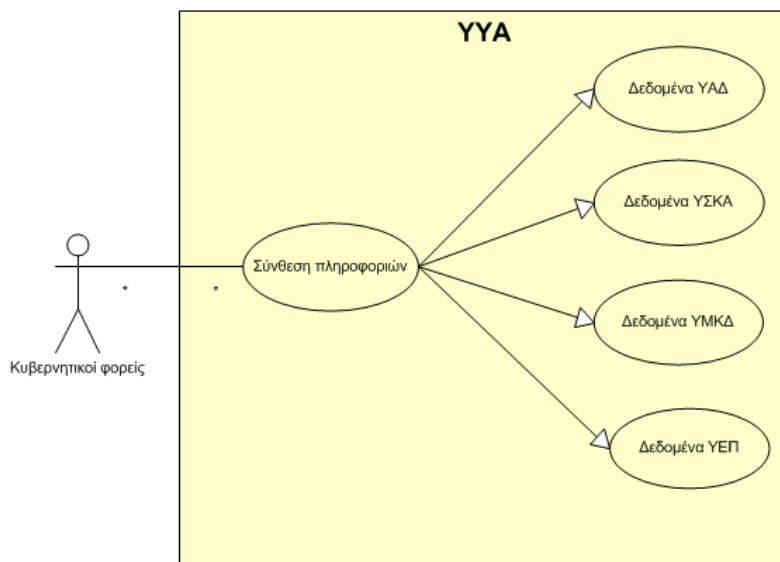 ΥΥΑ
Δεδομένα ΥΑΔ
Δεδομένα ΥΣΚΑ
Σύνθεση πληροφοριών
* *
Δεδομένα ΥΜΚΔ
Κυβερνητικοί φορείς
Δεδομένα ΥΕΠ